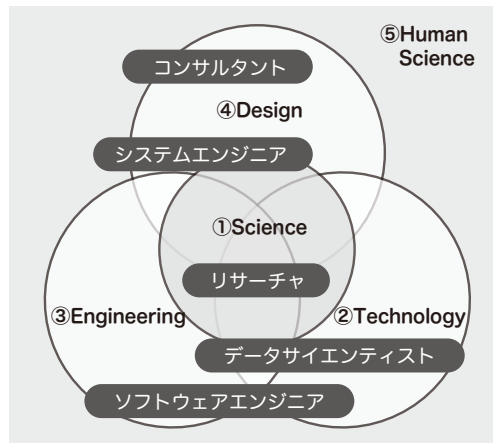 ⑤Human
Science
コンサルタント
④Design
システムエンジニア
①Science
リサーチャ
③Engineering
②Technology
データサイエンティスト
ソフトウェアエンジニア